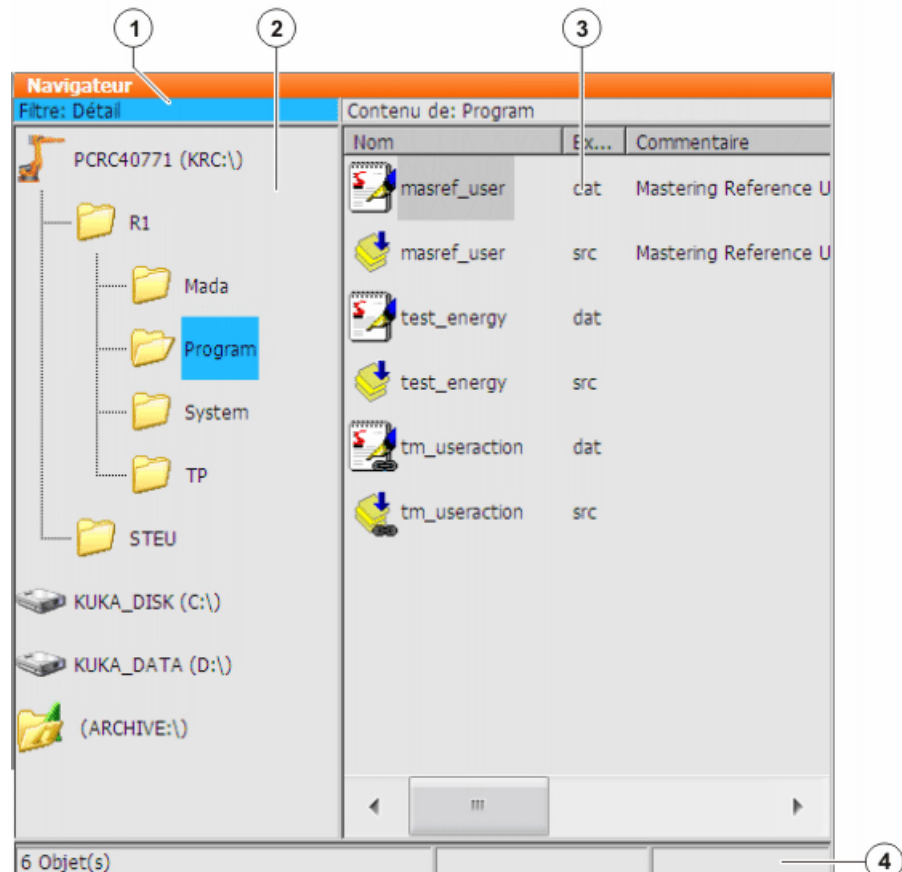 1 2 3
Navigateur
Filtre: Détail
Contenu de: Program
Nom Ex... Commentaire
PCRC40771 (KRC:\)
R1
Mada
Program
System
TP
STEU
KUKA_DISK (C:\)
KUKA_DATA (D:\)
(ARCHIVE:\)
masref_user dat Mastering Reference U
masref_user src Mastering Reference U
test_energy dat
test_energy src
tm_useraction dat
tm_useraction src
6 Objet(s)
4